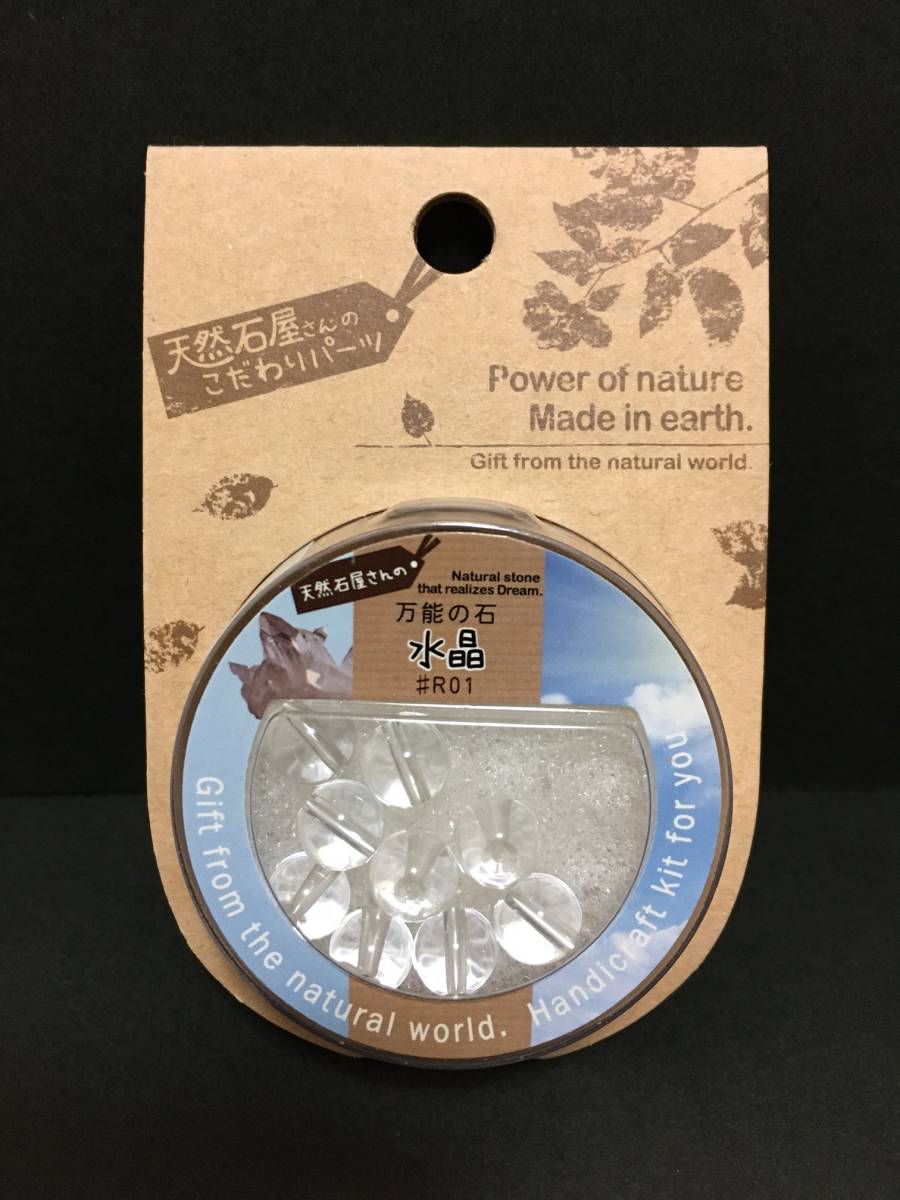 天然石屋さんの
こだわりパーツ
Power of nature
Made in earth.
Gift from the natural world.
天然石屋さんの
Natural stone
that realizes Dream.
万能の石
水晶
#R01
Gift from the natural world. Handicraft kit for you